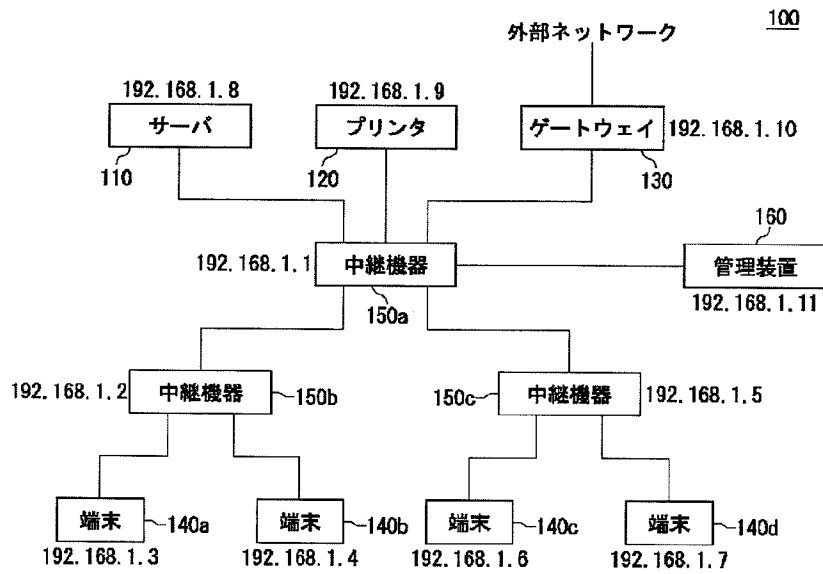 100
外部ネットワーク
192.168.1.8
192.168.1.9
サーバ
プリンタ
ゲートウェイ
192.168.1.10
110
120
130
160
192.168.1.1
中継機器
管理装置
150a
192.168.1.11
192.168.1.2
中継機器
150b
150c
中継機器
192.168.1.5
端末
140a
端末
140b
端末
140c
端末
140d
192.168.1.3
192.168.1.4
192.168.1.6
192.168.1.7